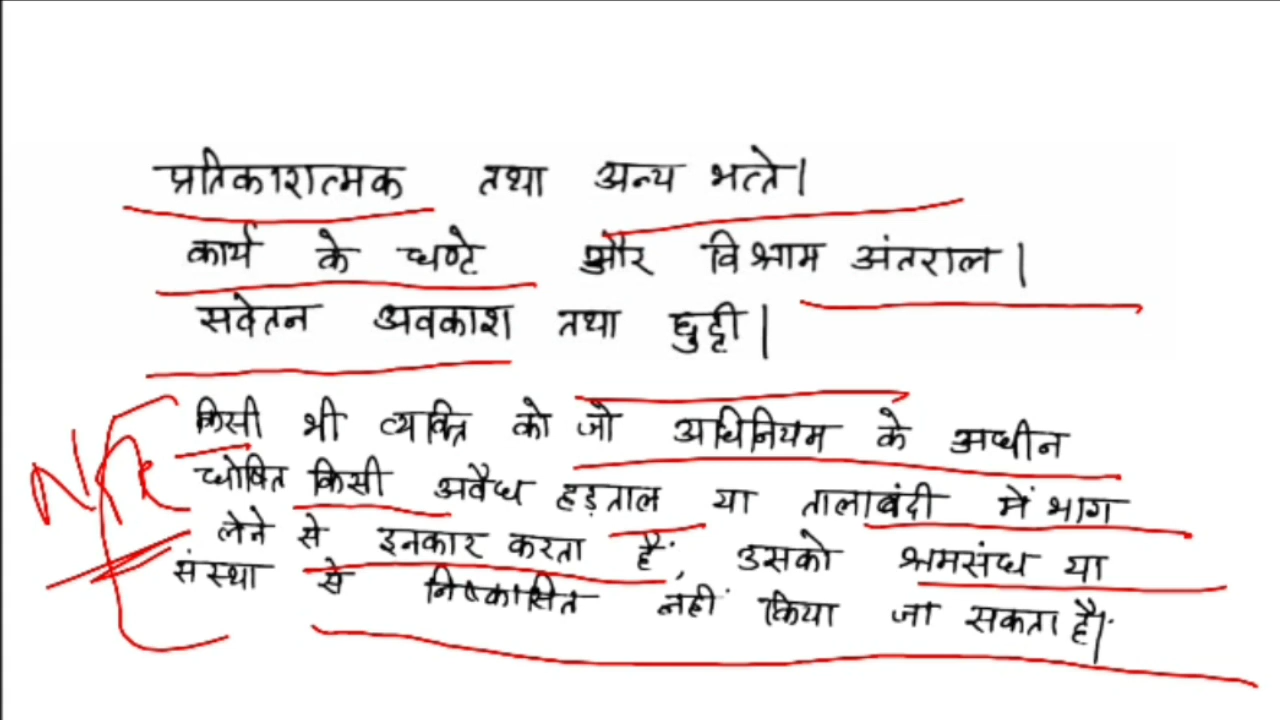 प्रतिकारात्मक तथा अन्य भत्ते।
कार्य के घण्टे और विश्राम अंतराल।
सवेतन अवकाश तथा छुट्टी।
किसी भी व्यक्ति को जो अधिनियम के अधीन
घोषित किसी अवैध हड़ताल या तालाबंदी में भाग
लेने से इनकार करता है, उसको श्रमसंघ या
संस्था से निष्कासित नहीं किया जा सकता है।